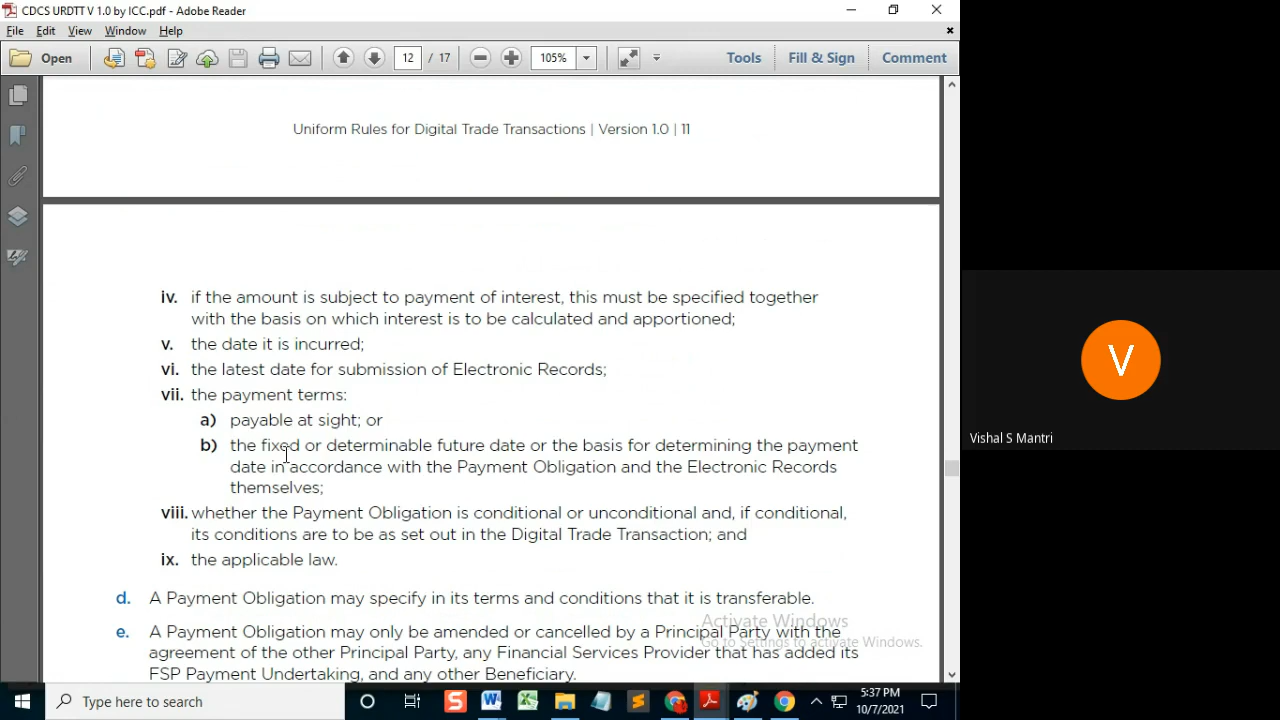 CDCS URDTT V 1.0 by ICC.pdf - Adobe Reader
File Edit View Window Help
Open 12 / 17 105% Tools Fill & Sign Comment
Uniform Rules for Digital Trade Transactions | Version 1.0 | 11
iv. if the amount is subject to payment of interest, this must be specified together
with the basis on which interest is to be calculated and apportioned;
v. the date it is incurred;
vi. the latest date for submission of Electronic Records;
vii. the payment terms:
a) payable at sight; or
b) the fixed or determinable future date or the basis for determining the payment
date in accordance with the Payment Obligation and the Electronic Records
themselves;
viii. whether the Payment Obligation is conditional or unconditional and, if conditional,
its conditions are to be as set out in the Digital Trade Transaction; and
ix. the applicable law.
d. A Payment Obligation may specify in its terms and conditions that it is transferable.
e. A Payment Obligation may only be amended or cancelled by a Principal Party with the
agreement of the other Principal Party, any Financial Services Provider that has added its
FSP Payment Undertaking, and any other Beneficiary.
Activate Windows
Go to Settings to activate Windows.
V
Vishal S Mantri
Type here to search
5:37 PM
10/7/2021